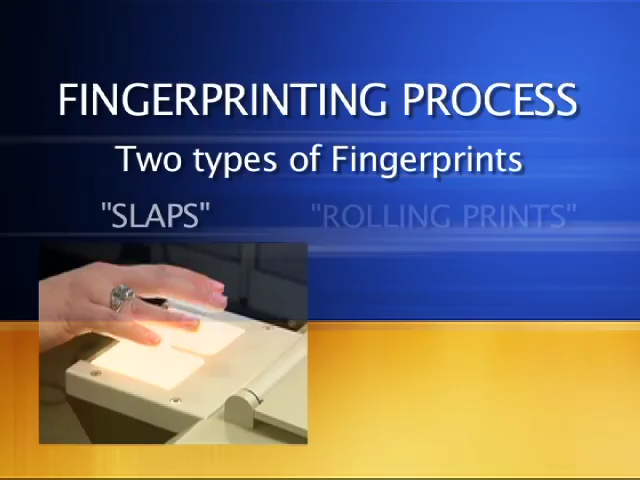 FINGERPRINTING PROCESS
Two types of Fingerprints
"SLAPS" "ROLLING PRINTS"